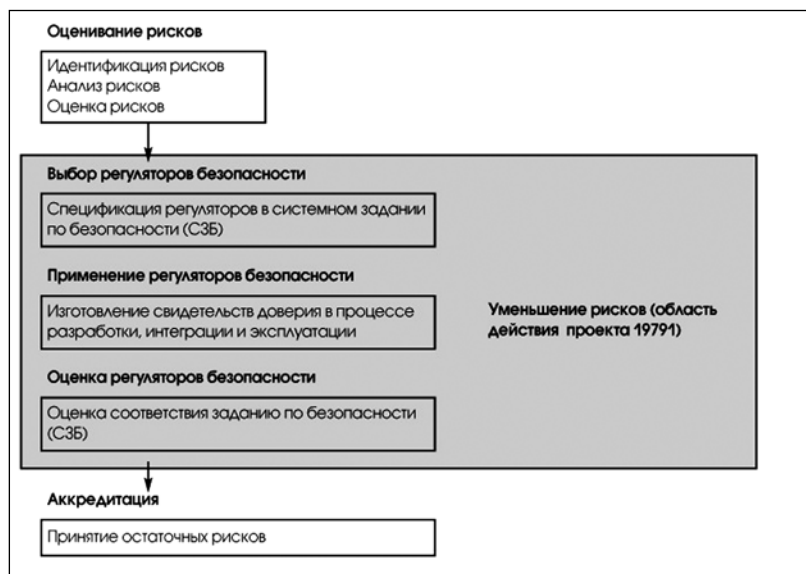 Оценивание рисков
Идентификация рисков
Анализ рисков
Оценка рисков
Выбор регуляторов безопасности
Спецификация регуляторов в системном задании
по безопасности (СЗБ)
Применение регуляторов безопасности
Изготовление свидетельств доверия в процессе
разработки, интеграции и эксплуатации
Уменьшение рисков (область
действия проекта 19791)
Оценка регуляторов безопасности
Оценка соответствия заданию по безопасности
(СЗБ)
Аккредитация
Принятие остаточных рисков